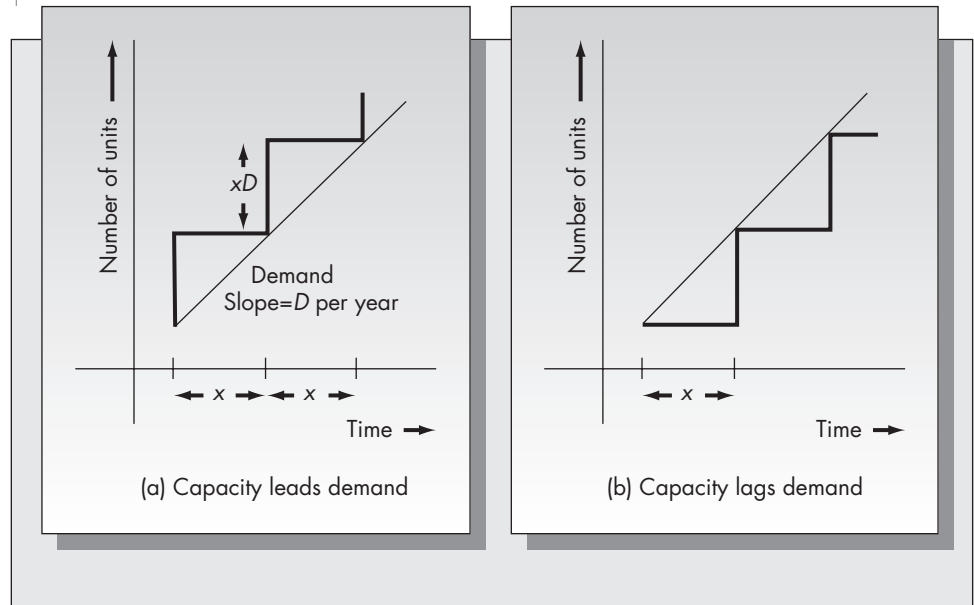 Number of units
xD
Demand
Slope=D per year
x
x
Time
(a) Capacity leads demand
Number of units
x
Time
(b) Capacity lags demand